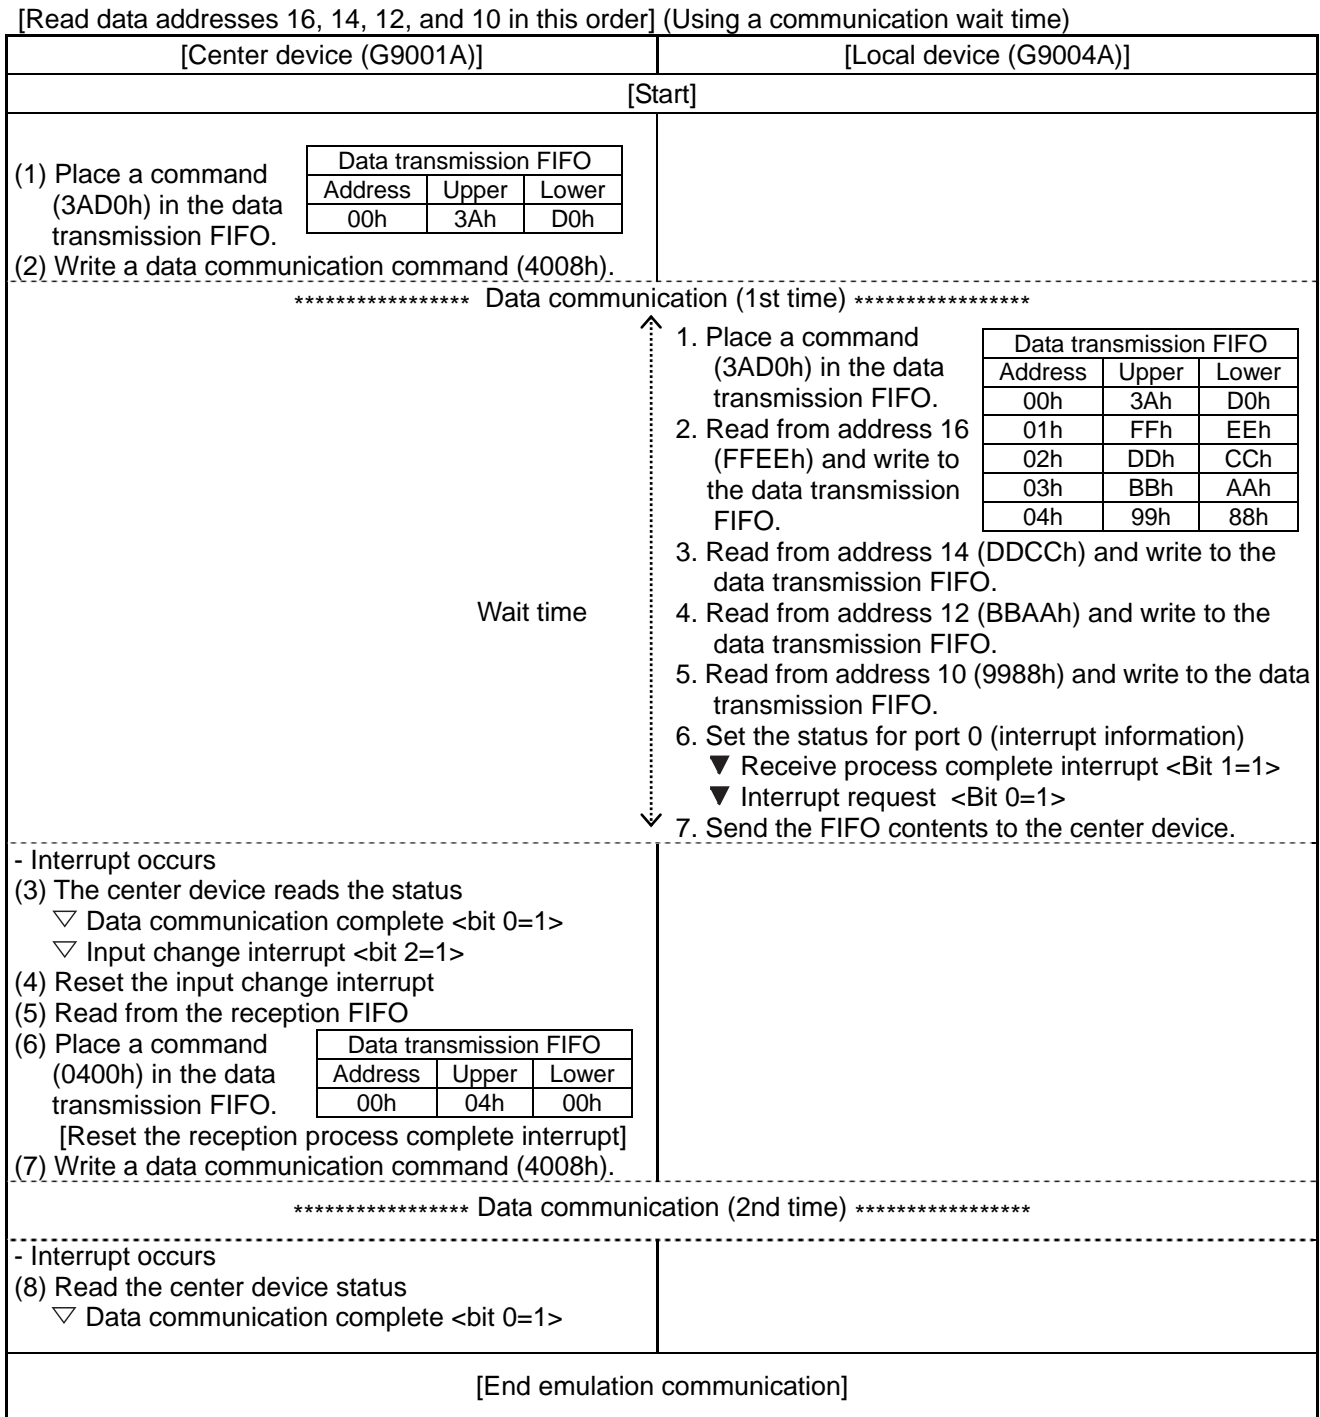 [Read data addresses 16, 14, 12, and 10 in this order] (Using a communication wait time)
[Center device (G9001A)]
[Local device (G9004A)]
[Start]
(1) Place a command
(3AD0h) in the data
transmission FIFO.
Data transmission FIFO
Address Upper Lower
00h 3Ah D0h
(2) Write a data communication command (4008h).
***************** Data communication (1st time) *****************
Wait time
1. Place a command
(3AD0h) in the data
transmission FIFO.
2. Read from address 16
(FFEEh) and write to
the data transmission
FIFO.
Data transmission FIFO
Address Upper Lower
00h 3Ah D0h
01h FFh EEh
02h DDh CCh
03h BBh AAh
04h 99h 88h
3. Read from address 14 (DDCCh) and write to the
data transmission FIFO.
4. Read from address 12 (BBAAh) and write to the
data transmission FIFO.
5. Read from address 10 (9988h) and write to the data
transmission FIFO.
6. Set the status for port 0 (interrupt information)
▼ Receive process complete interrupt <Bit 1=1>
▼ Interrupt request <Bit 0=1>
7. Send the FIFO contents to the center device.
- Interrupt occurs
(3) The center device reads the status
▽ Data communication complete <bit 0=1>
▽ Input change interrupt <bit 2=1>
(4) Reset the input change interrupt
(5) Read from the reception FIFO
(6) Place a command
(0400h) in the data
transmission FIFO.
Data transmission FIFO
Address Upper Lower
00h 04h 00h
[Reset the reception process complete interrupt]
(7) Write a data communication command (4008h).
***************** Data communication (2nd time) *****************
- Interrupt occurs
(8) Read the center device status
▽ Data communication complete <bit 0=1>
[End emulation communication]